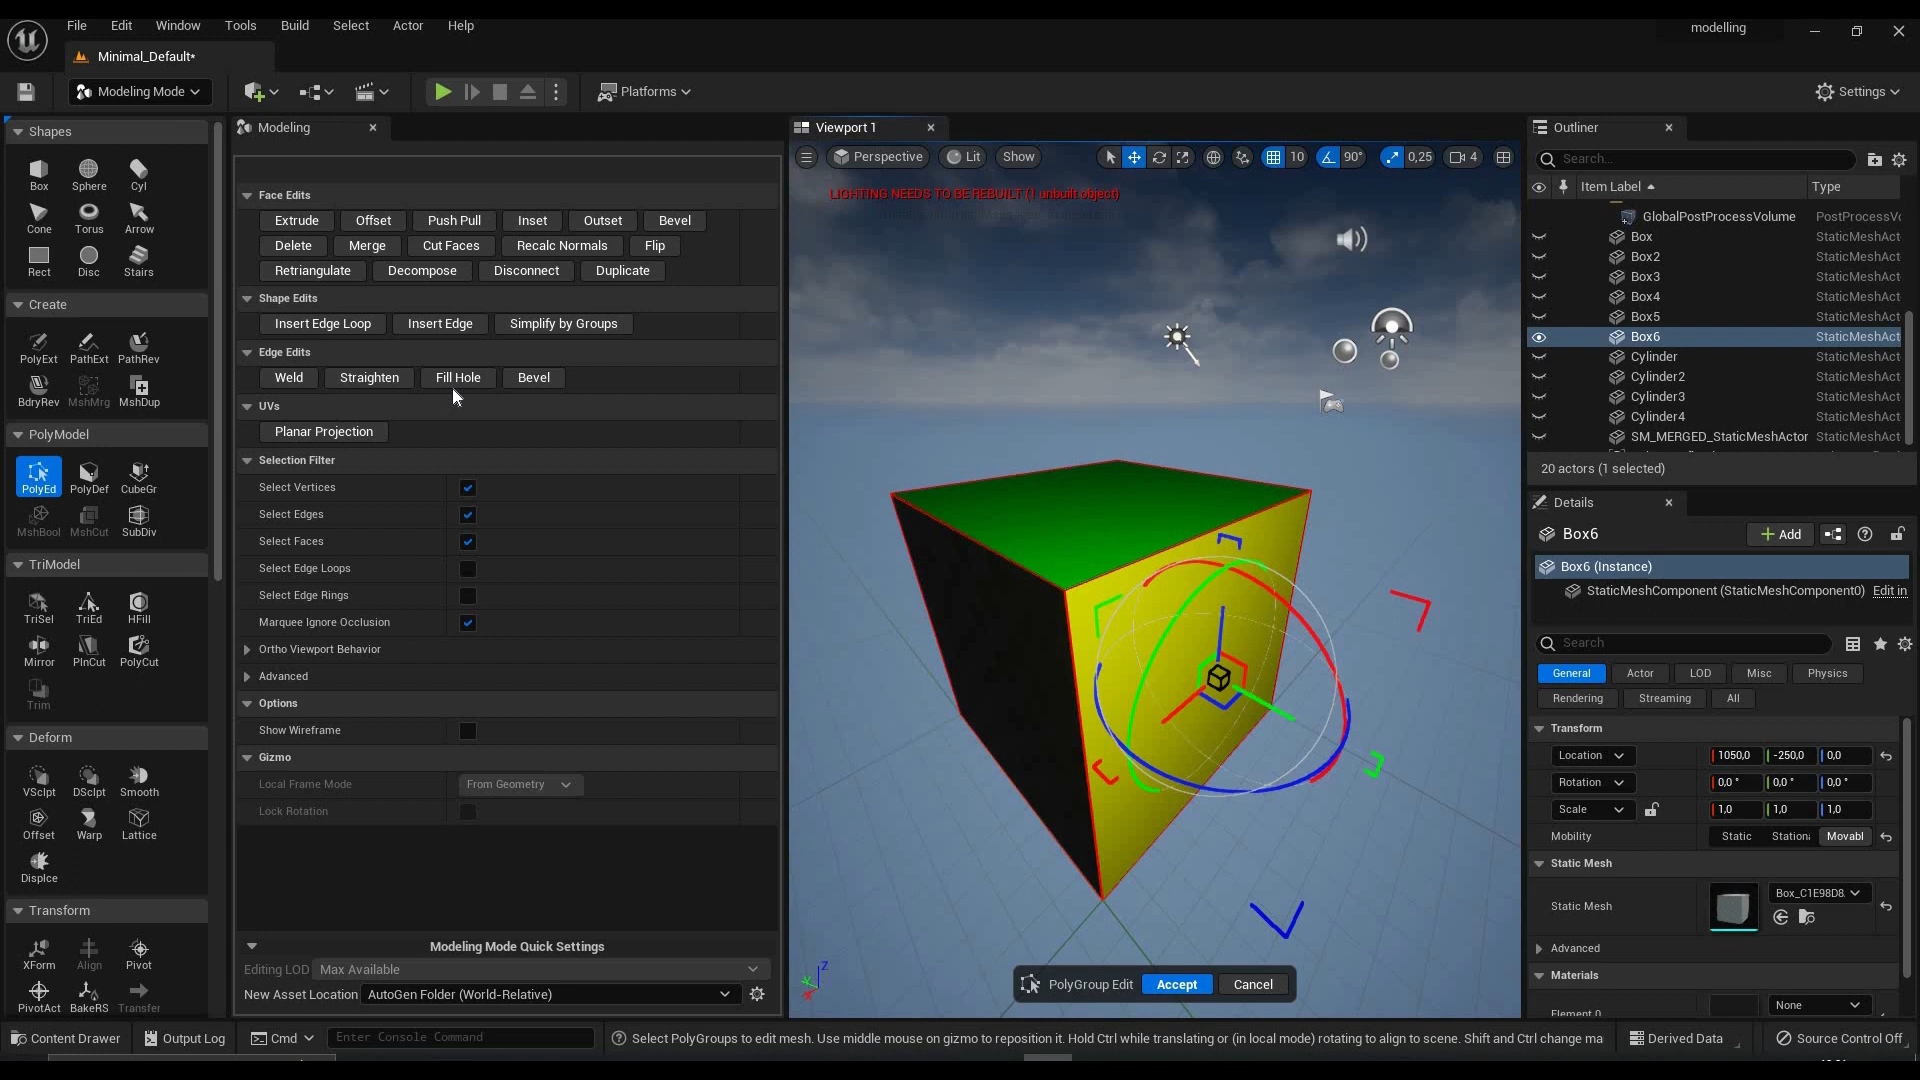 File Edit Window Tools Build Select Actor Help
modelling
Minimal_Default*
Modeling Mode
Platforms
Settings
Shapes
Box Sphere Cyl
Cone Torus Arrow
Rect Disc Stairs
Create
PolyExt PathExt PathRev
BdryRev MshMrg MshDup
PolyModel
PolyEd PolyDef CubeGr
MshBool MshCut SubDiv
TriModel
TriSel TriEd HFill
Mirror PlnCut PolyCut
Trim
Deform
VSclpt DSclpt Smooth
Offset Warp Lattice
Displce
Transform
XForm Align Pivot
PivotAct BakeRS Transfer
Modeling
Face Edits
Extrude Offset Push Pull Inset Outset Bevel
Delete Merge Cut Faces Recalc Normals Flip
Retriangulate Decompose Disconnect Duplicate
Shape Edits
Insert Edge Loop Insert Edge Simplify by Groups
Edge Edits
Weld Straighten Fill Hole Bevel
UVs
Planar Projection
Selection Filter
Select Vertices
Select Edges
Select Faces
Select Edge Loops
Select Edge Rings
Marquee Ignore Occlusion
Ortho Viewport Behavior
Advanced
Options
Show Wireframe
Gizmo
Local Frame Mode From Geometry
Lock Rotation
Modeling Mode Quick Settings
Editing LOD Max Available
New Asset Location AutoGen Folder (World-Relative)
Viewport 1
Perspective Lit Show 10 90° 0,25 4
LIGHTING NEEDS TO BE REBUILT (1 unbuilt object)
Z
PolyGroup Edit Accept Cancel
Outliner
Search...
Item Label Type
GlobalPostProcessVolume PostProcessVo
Box StaticMeshAct
Box2 StaticMeshAct
Box3 StaticMeshAct
Box4 StaticMeshAct
Box5 StaticMeshAct
Box6 StaticMeshAct
Cylinder StaticMeshAct
Cylinder2 StaticMeshAct
Cylinder3 StaticMeshAct
Cylinder4 StaticMeshAct
SM_MERGED_StaticMeshActor StaticMeshAct
20 actors (1 selected)
Details
Box6 Add
Box6 (Instance)
StaticMeshComponent (StaticMeshComponent0) Edit in
Search
General Actor LOD Misc Physics
Rendering Streaming All
Transform
Location 1050,0 -250,0 0,0
Rotation 0,0 ° 0,0 ° 0,0 °
Scale 1,0 1,0 1,0
Mobility Static Station Movabl
Static Mesh
Box_C1E98D8
Static Mesh
Advanced
Materials
None
Element 0
Content Drawer Output Log Cmd Enter Console Command Select PolyGroups to edit mesh. Use middle mouse on gizmo to reposition it. Hold Ctrl while translating or (in local mode) rotating to align to scene. Shift and Ctrl change ma Derived Data Source Control Off